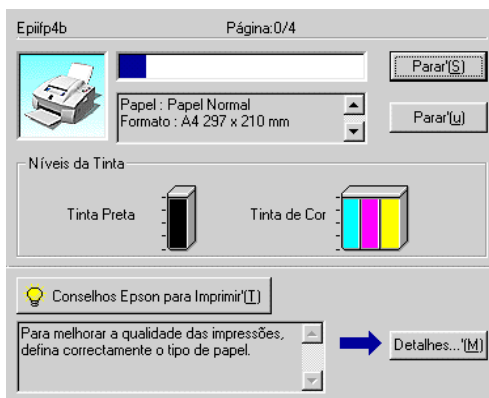 Epiifp4b Página:0/4
Parar'(S)
Papel : Papel Normal
Formato : A4 297 x 210 mm
Parar'(u)
Níveis da Tinta
Tinta Preta Tinta de Cor
Conselhos Epson para Imprimir'(T)
Para melhorar a qualidade das impressões,
defina correctamente o tipo de papel.
Detalhes...'(M)